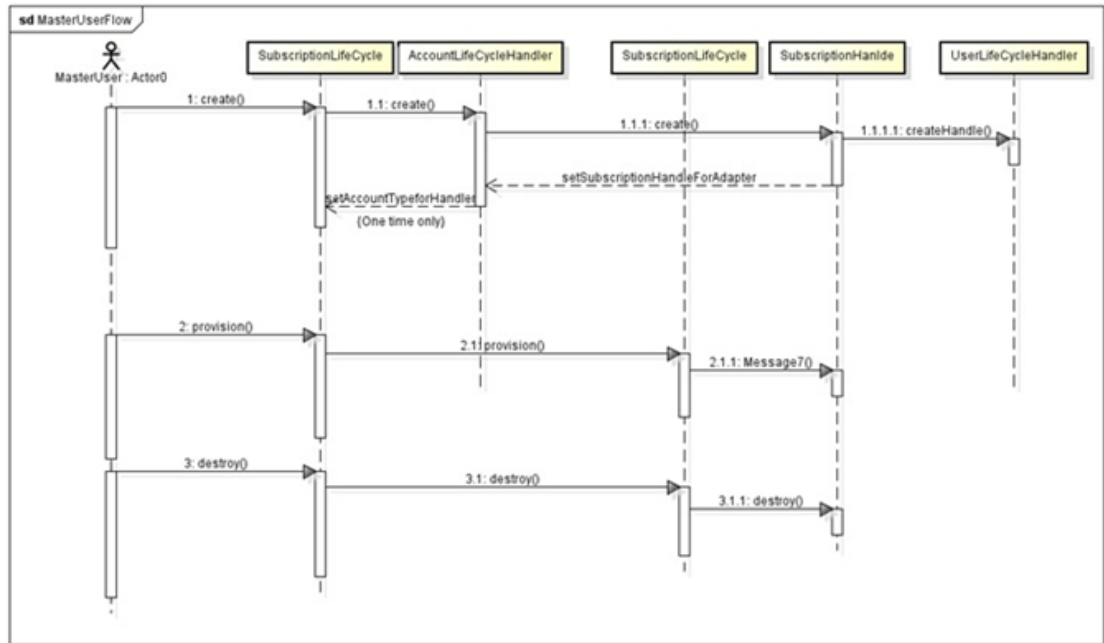 sd MasterUserFlow
MasterUser : Actor0
SubscriptionLifeCycle
AccountLifeCycleHandler
SubscriptionLifeCycle
SubscriptionHanlde
UserLifeCycleHandler
1: create()
1.1: create()
1.1.1: create()
1.1.1.1: createHandle()
setSubscriptionHandleForAdapter
setAccountTypeforHandler
{One time only}
2: provision()
2.1: provision()
2.1.1: Message7()
3: destroy()
3.1: destroy()
3.1.1: destroy()